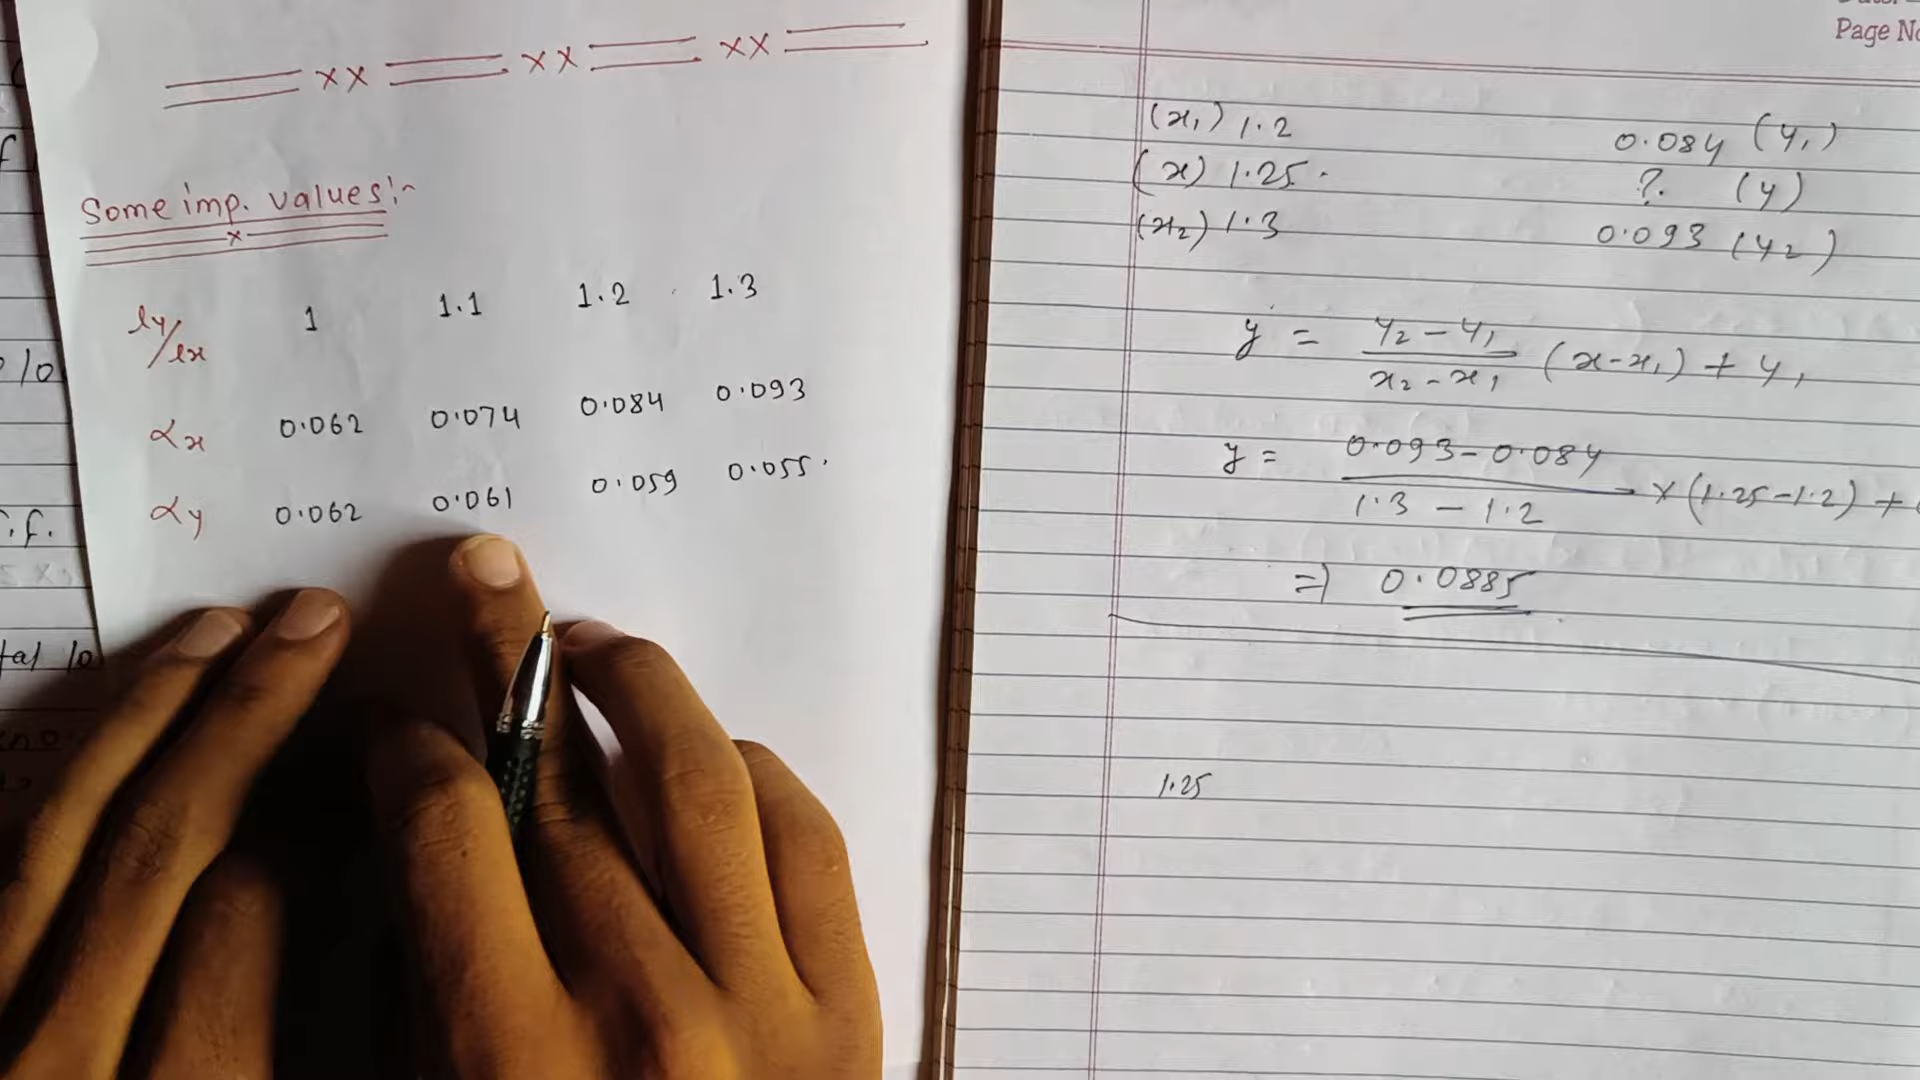 xx xx xx
Some imp. values:-
ly/lx 1 1.1 1.2 1.3
αx 0.062 0.074 0.084 0.093
αy 0.062 0.061 0.059 0.055.
Page No
(x₁) 1.2 0.084 (y₁)
(x) 1.25. ?. (y)
(x₂) 1.3 0.093 (y₂)
y = y₂-y₁ / x₂-x₁ (x-x₁) + y₁
y = 0.093-0.084 / 1.3 - 1.2 x (1.25-1.2) +
=) 0.0885
1.25
10
.f.
tal lo